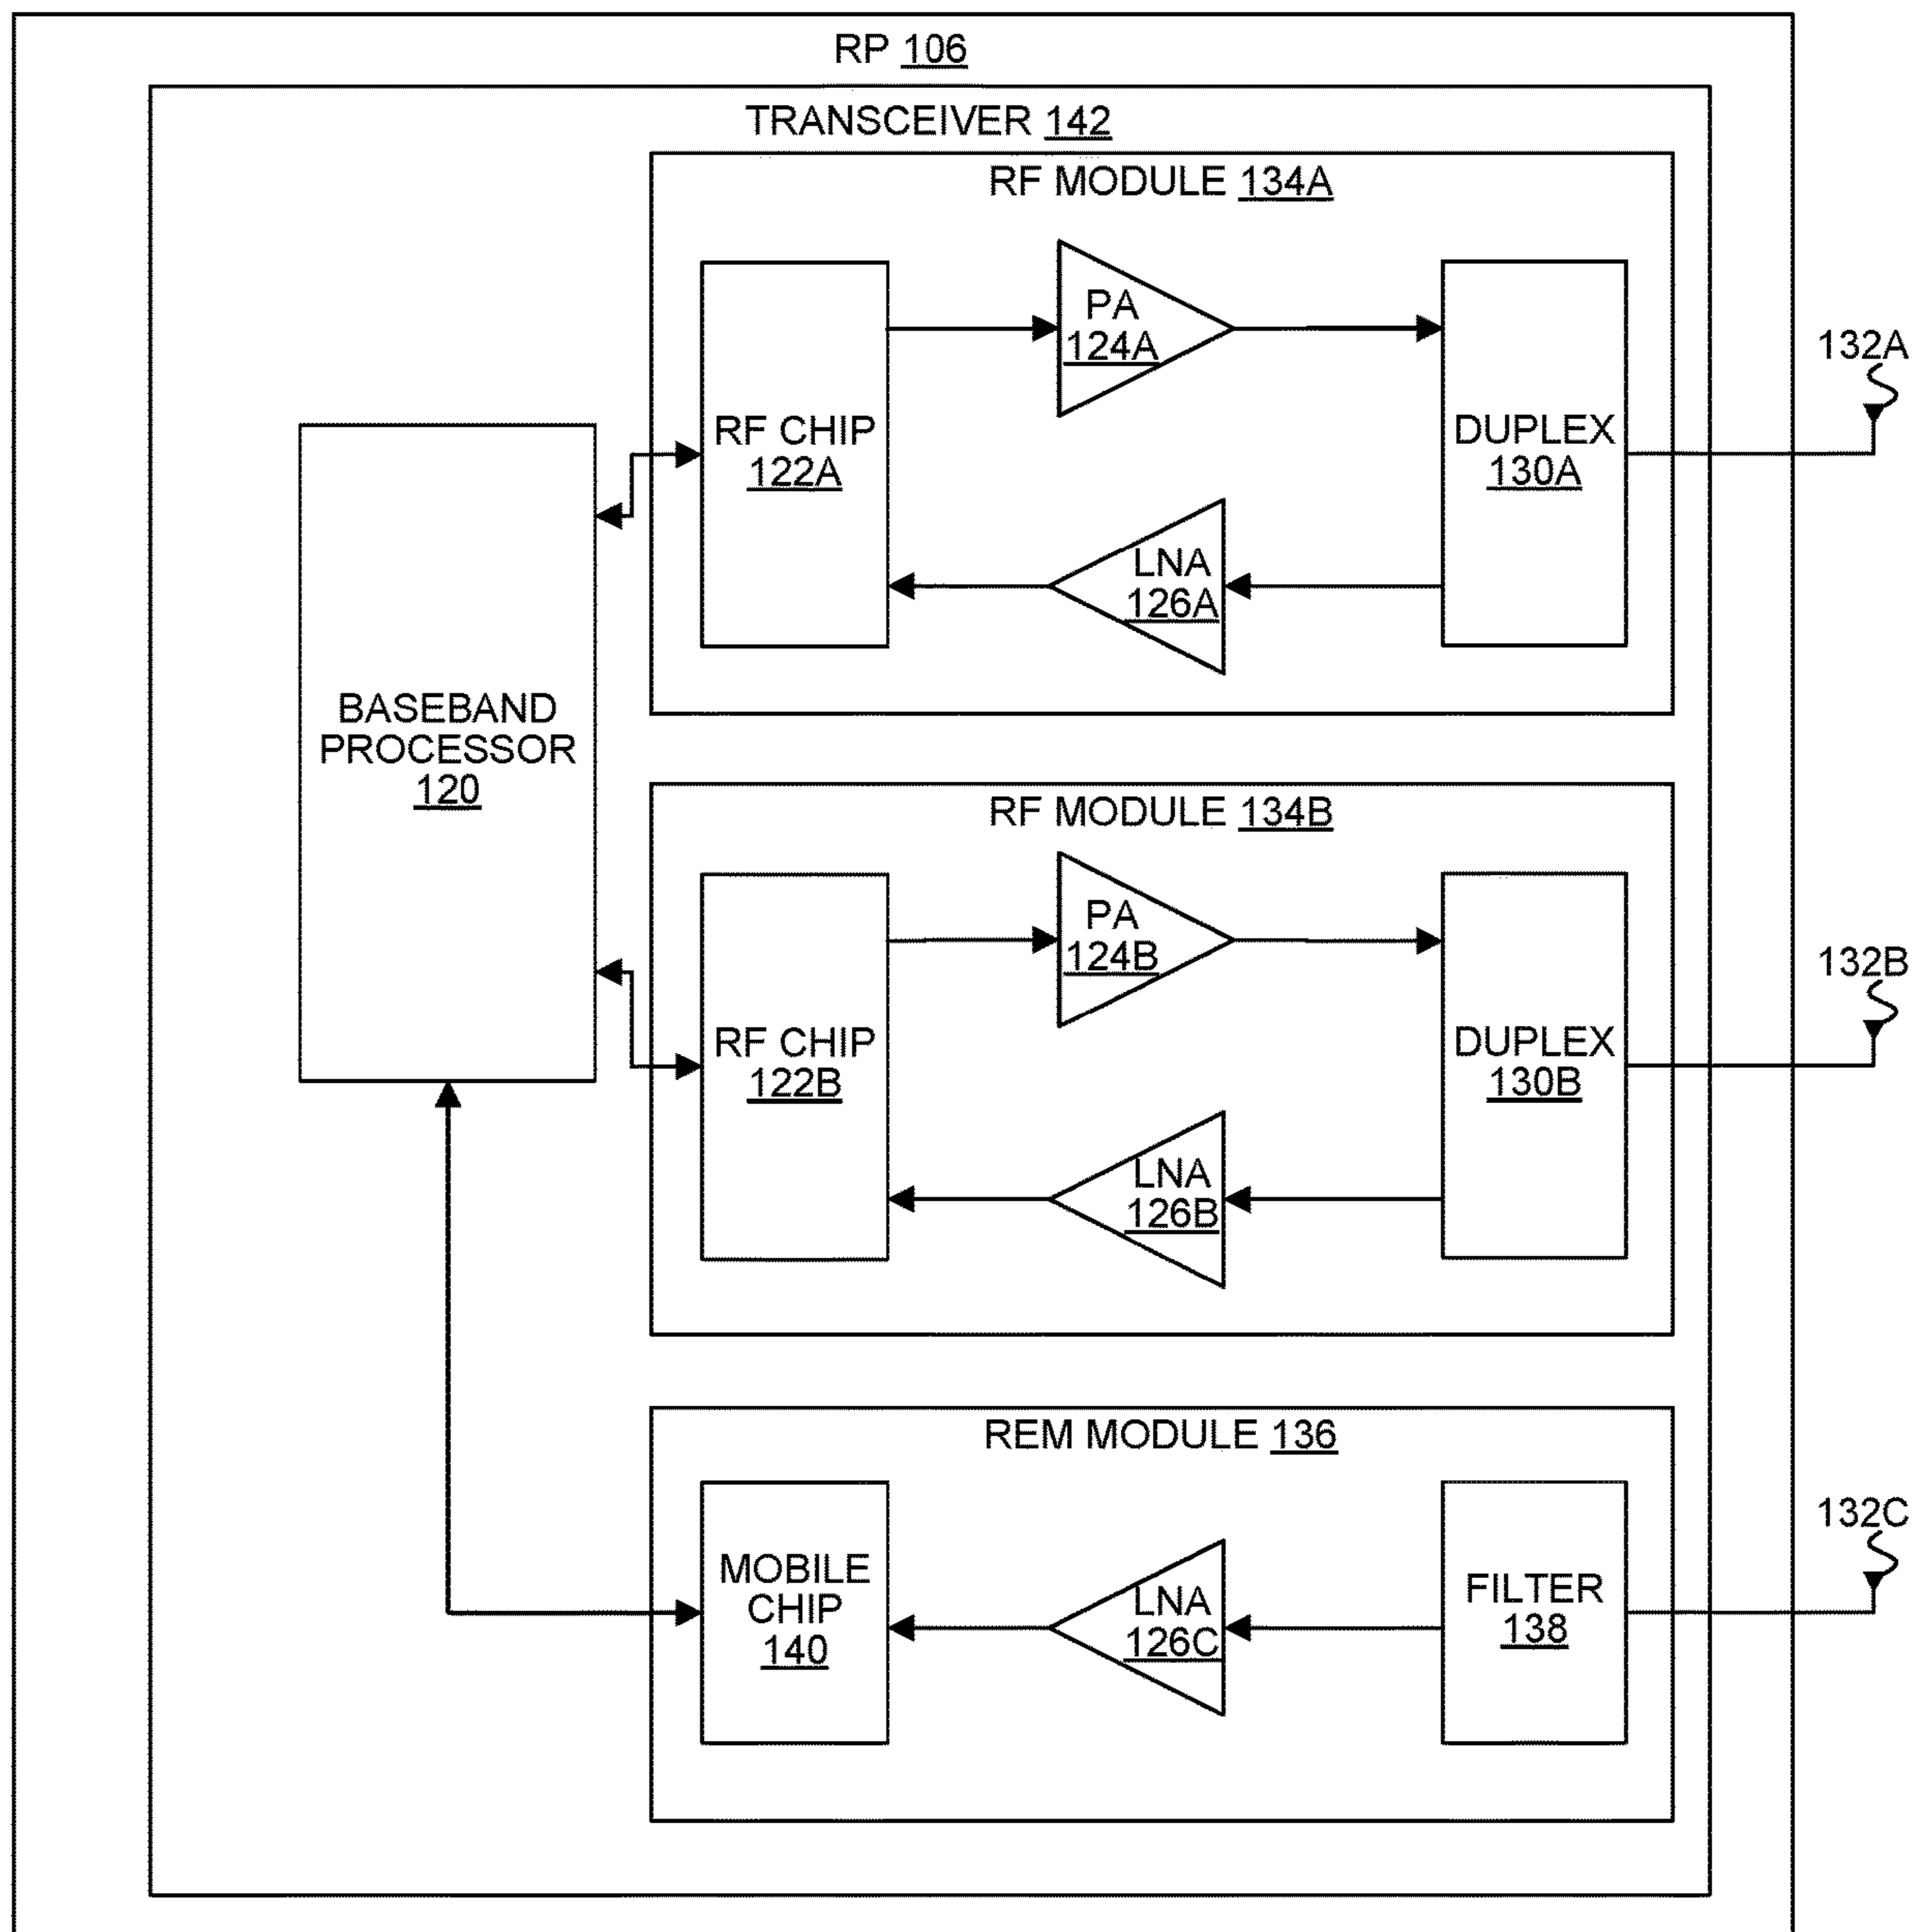 RP 106
TRANSCEIVER 142
RF MODULE 134A
PA
124A
RF CHIP
122A
DUPLEX
130A
132A
LNA
126A
BASEBAND
PROCESSOR
120
RF MODULE 134B
PA
124B
RF CHIP
122B
DUPLEX
130B
132B
LNA
126B
REM MODULE 136
MOBILE
CHIP
140
LNA
126C
FILTER
138
132C